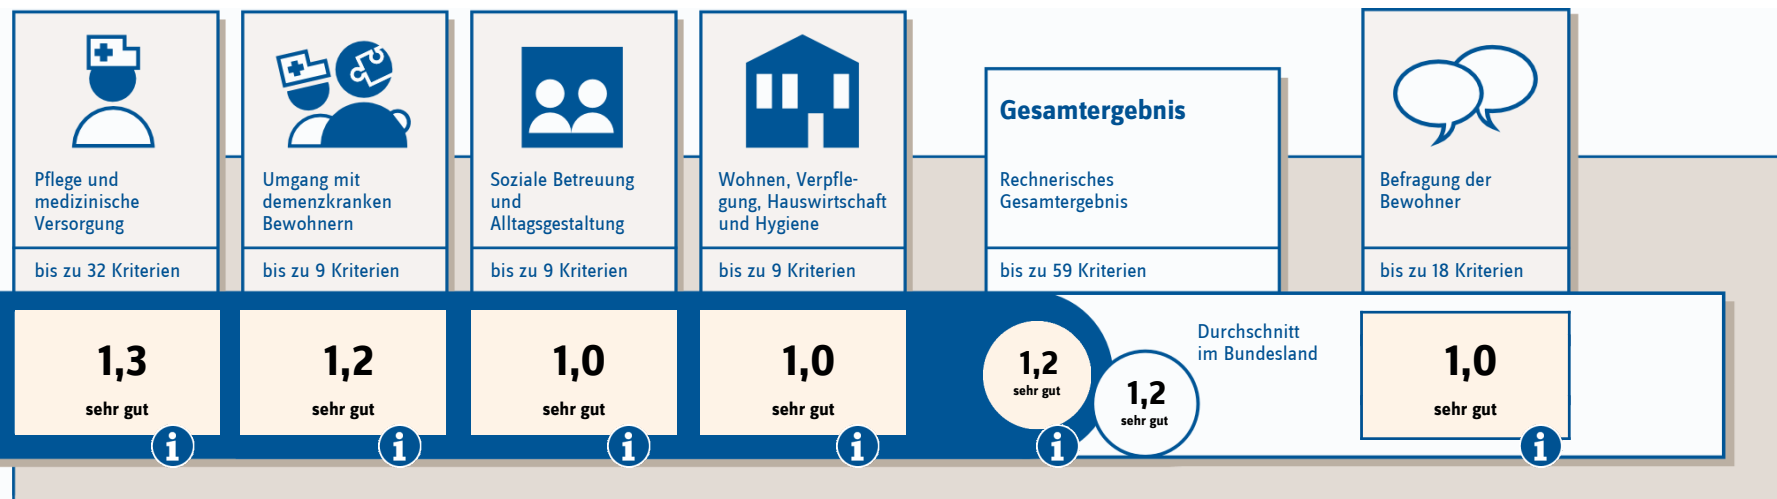 Pflege und
medizinische
Versorgung
bis zu 32 Kriterien
1,3
sehr gut
i
Umgang mit
demenzkranken
Bewohnern
bis zu 9 Kriterien
1,2
sehr gut
i
Soziale Betreuung
und
Alltagsgestaltung
bis zu 9 Kriterien
1,0
sehr gut
i
Wohnen, Verpfle-
gung, Hauswirtschaft
und Hygiene
bis zu 9 Kriterien
1,0
sehr gut
i
Gesamtergebnis
Rechnerisches
Gesamtergebnis
bis zu 59 Kriterien
1,2
sehr gut
i
1,2
sehr gut
Durchschnitt
im Bundesland
Befragung der
Bewohner
bis zu 18 Kriterien
1,0
sehr gut
i